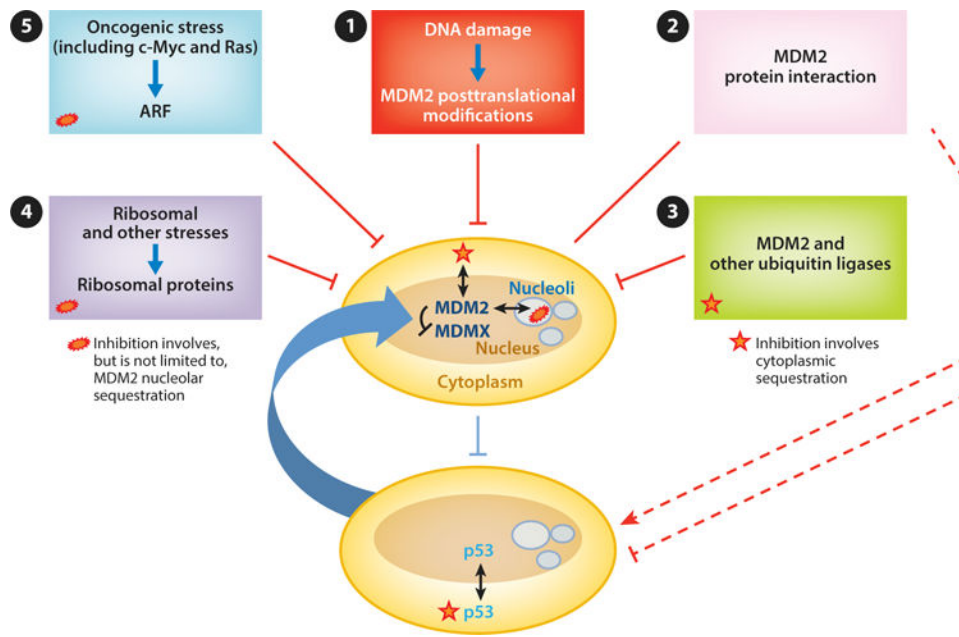 5
Oncogenic stress
(including c-Myc and Ras)
ARF
1
DNA damage
MDM2 posttranslational
modifications
2
MDM2
protein interaction
4
Ribosomal
and other stresses
Ribosomal proteins
3
MDM2 and
other ubiquitin ligases
Inhibition involves,
but is not limited to,
MDM2 nucleolar
sequestration
Inhibition involves
cytoplasmic
sequestration
Nucleoli
MDM2
MDMX
Nucleus
Cytoplasm
p53
p53